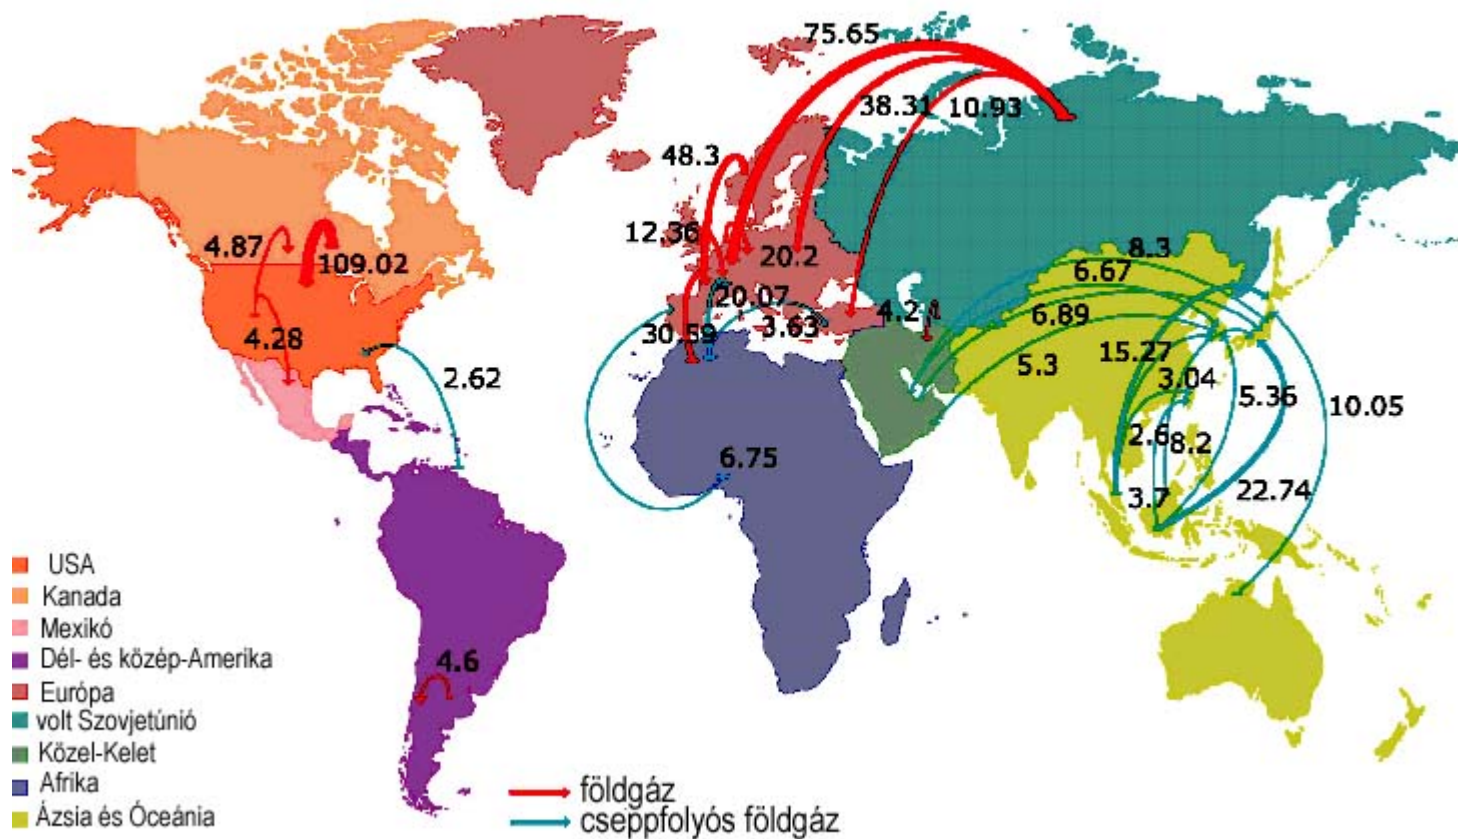 75.65
38.31
10.93
48.3
12.36
20.2
8.3
4.87
109.02
6.67
20.07
4.2
6.89
4.28
30.59
3.63
15.27
5.3
2.62
3.04
5.36
10.05
2.6
8.2
6.75
3.7
22.74
4.6
USA
Kanada
Mexikó
Dél- és közép-Amerika
Európa
volt Szovjetúnió
Közel-Kelet
Afrika
Ázsia és Óceánia
földgáz
cseppfolyós földgáz